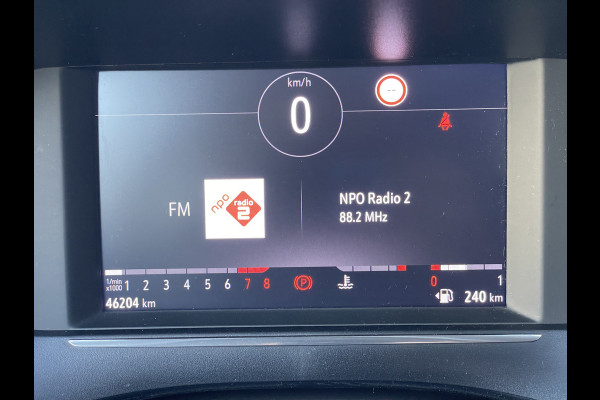 km/h
0
--
FM
npo
radio
2
NPO Radio 2
88.2 MHz
1/min
x1000
1 2 3 4 5 6 7 8
P
0 1
46204 km
240 km